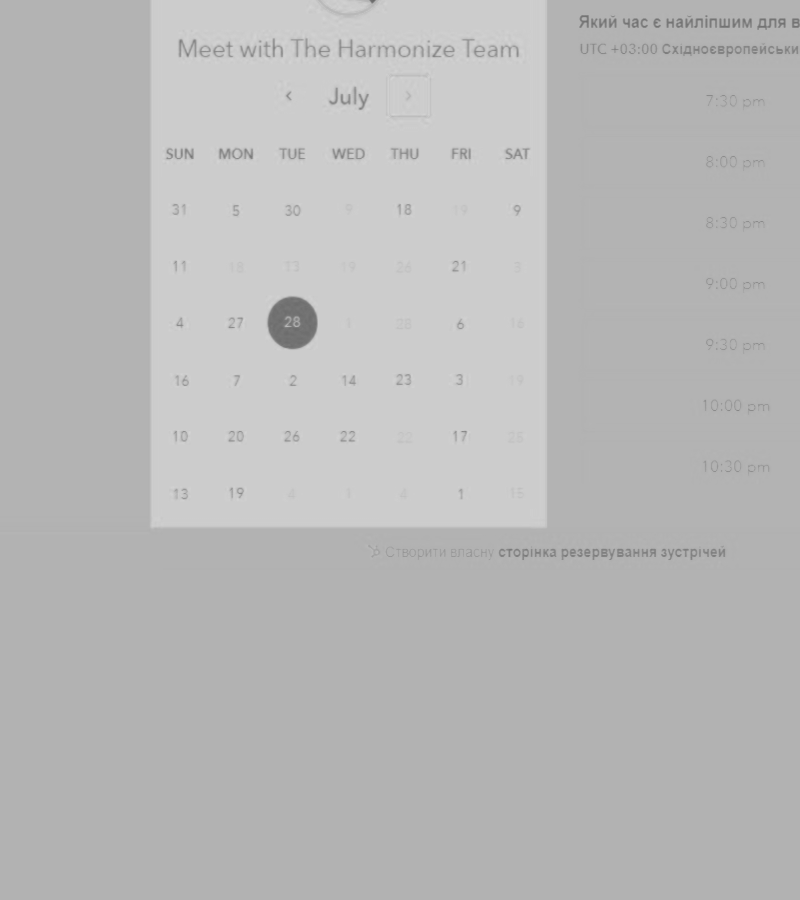 Meet with The Harmonize Team
July
SUN MON TUE WED THU FRI SAT
31 5 30 9 18 19 9
11 18 13 19 26 21
4 27 28 1 28 6 16
16 7 2 14 23 3 19
10 20 26 22 22 17 25
13 19 4 1 4 1 15
Який час є найліпшим для
UTC +03:00
7:30 pm
8:00 pm
8:30 pm
9:00 pm
9:30 pm
10:00 pm
10:30 pm
Створити власну сторінка резервування зустрічей